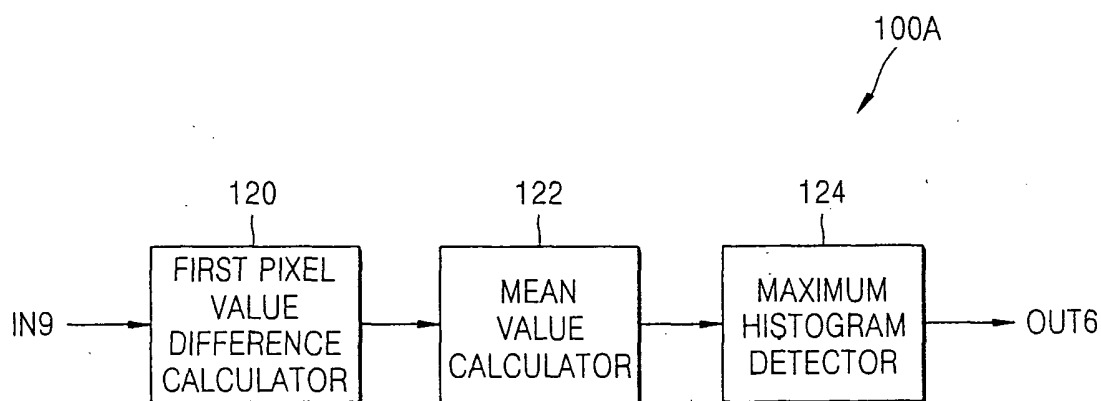 100A
120
122
124
IN9
FIRST PIXEL
VALUE
DIFFERENCE
CALCULATOR
MEAN
VALUE
CALCULATOR
MAXIMUM
HISTOGRAM
DETECTOR
OUT6